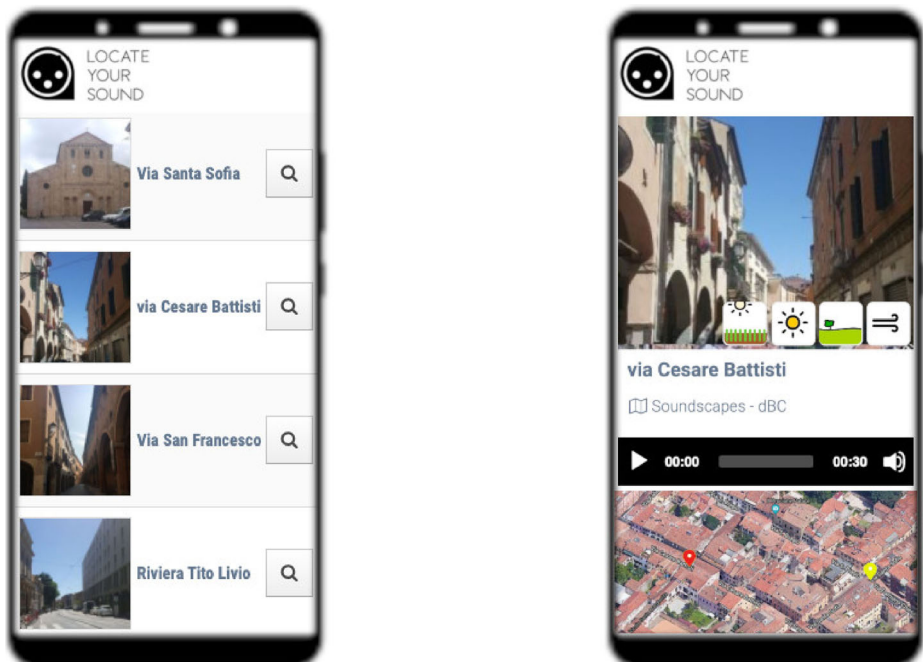 LOCATE
YOUR
SOUND
Via Santa Sofia
via Cesare Battisti
Via San Francesco
Riviera Tito Livio
LOCATE
YOUR
SOUND
via Cesare Battisti
Soundscapes - dBC
00:00 00:30